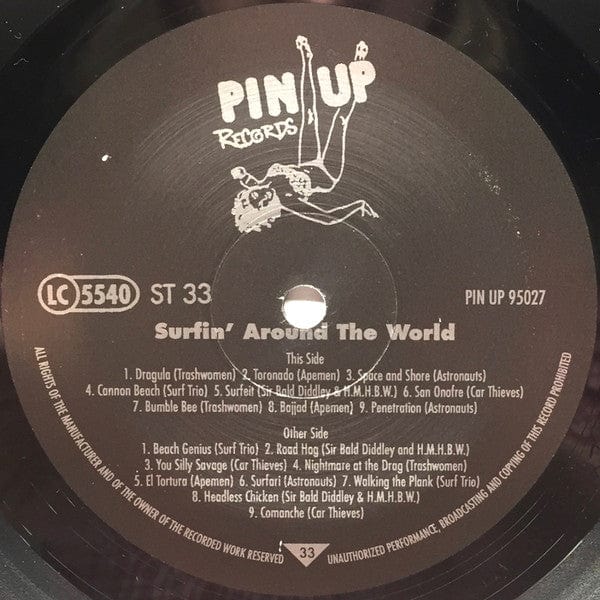 PIN UP
RECORDS
LC 5540 ST 33
PIN UP 95027
Surfin' Around The World
This Side
1. Dragula (Trashwomen) 2. Toronado (Apemen) 3. Space and Shore (Astronauts)
4. Cannon Beach (Surf Trio) 5. Surfeit (Sir Bald Diddley & H.M.H.B.W.) 6. San Onofre (Car Thieves)
7. Bumble Bee (Trashwomen) 8. Bajjad (Apemen) 9. Penetration (Astronauts)
Other Side
1. Beach Genius (Surf Trio) 2. Road Hog (Sir Bald Diddley and H.M.H.B.W.)
3. You Silly Savage (Car Thieves) 4. Nightmare at the Drag (Trashwomen)
5. El Tortura (Apemen) 6. Surfari (Astronauts) 7. Walking the Plank (Surf Trio)
8. Headless Chicken (Sir Bald Diddley & H.M.H.B.W.)
9. Comanche (Car Thieves)
33
ALL RIGHTS OF THE MANUFACTURER AND OF THE OWNER OF THE RECORDED WORK RESERVED
UNAUTHORIZED PERFORMANCE, BROADCASTING AND COPYING OF THIS RECORD PROHIBITED